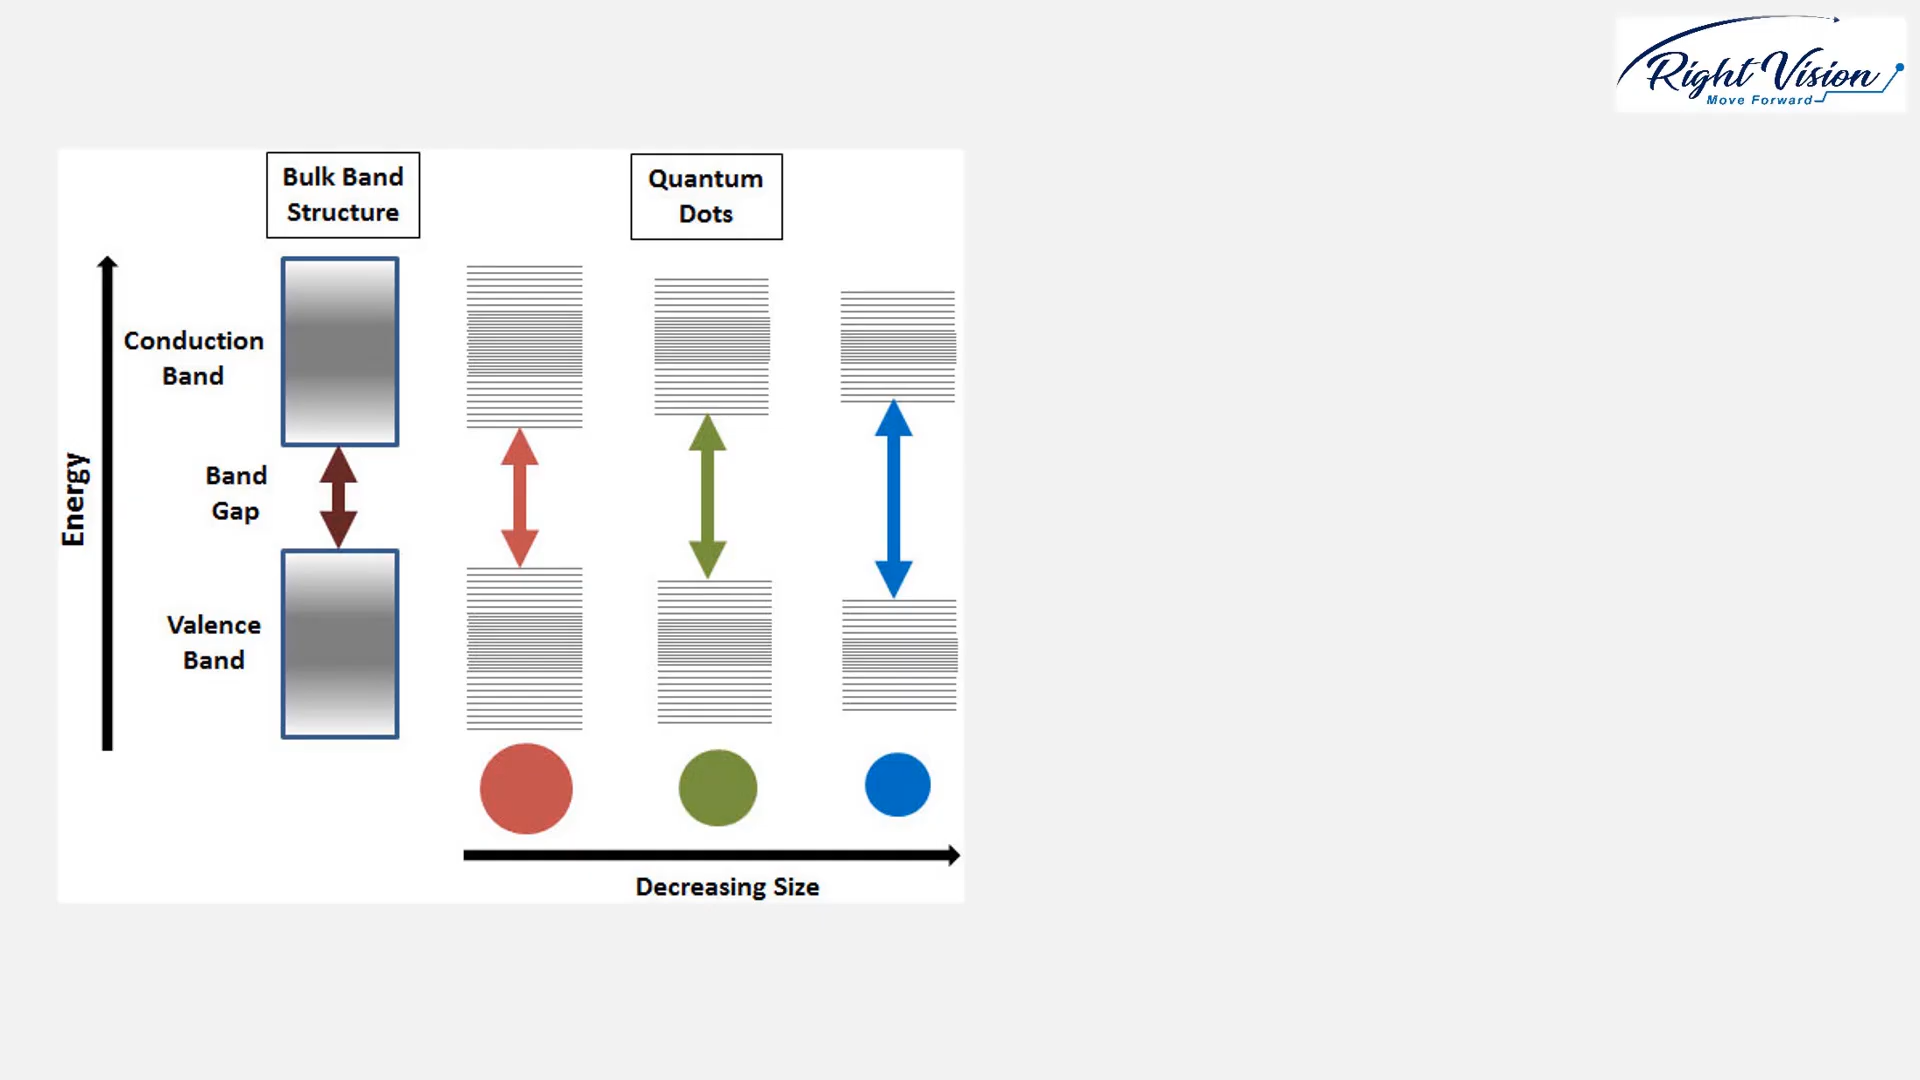 Right Vision
Move Forward
Bulk Band
Structure
Quantum
Dots
Conduction
Band
Band
Gap
Energy
Valence
Band
Decreasing Size